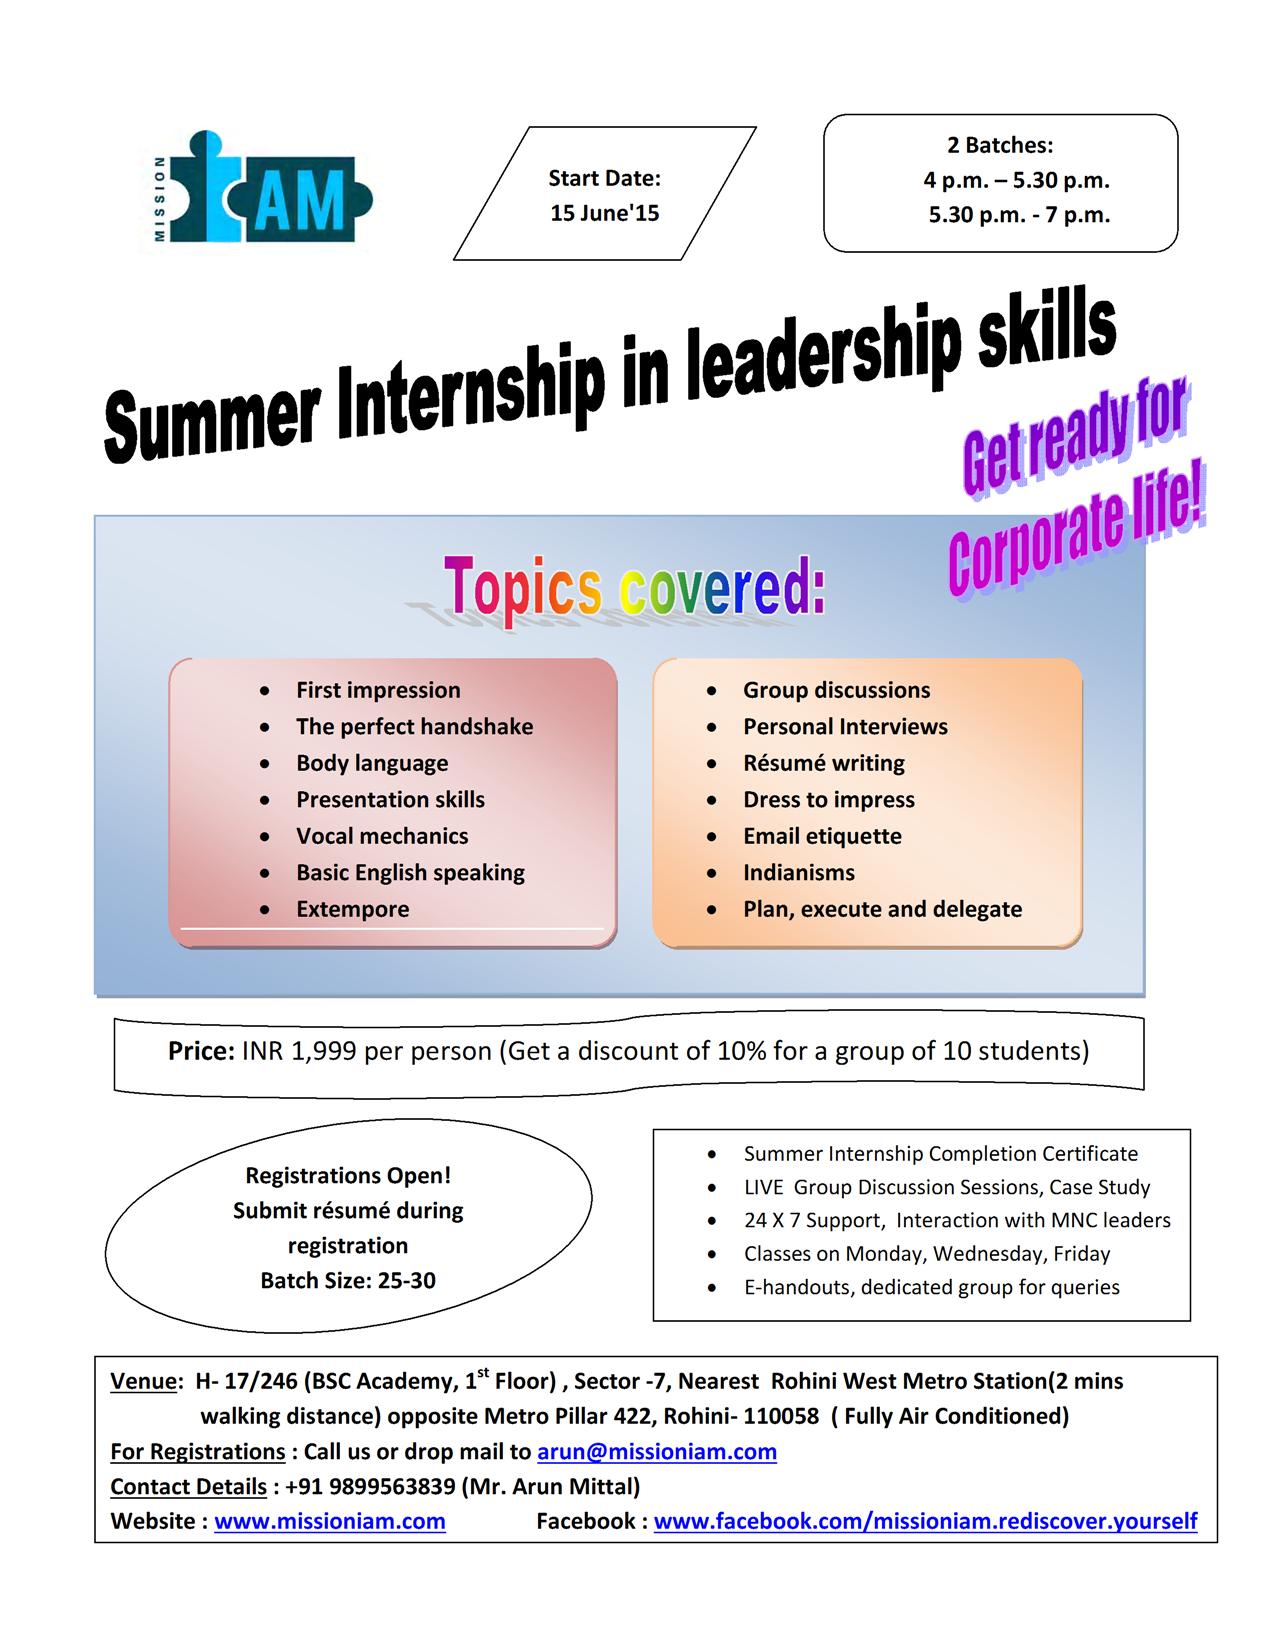 MISSION
I AM
Start Date:
15 June'15
2 Batches:
4 p.m. – 5.30 p.m.
5.30 p.m. - 7 p.m.
Summer Internship in leadership skills
Get ready for
Corporate life!
Topics covered:
• First impression
• The perfect handshake
• Body language
• Presentation skills
• Vocal mechanics
• Basic English speaking
• Extempore
• Group discussions
• Personal Interviews
• Résumé writing
• Dress to impress
• Email etiquette
• Indianisms
• Plan, execute and delegate
Price: INR 1,999 per person (Get a discount of 10% for a group of 10 students)
Registrations Open!
Submit résumé during
registration
Batch Size: 25-30
• Summer Internship Completion Certificate
• LIVE  Group Discussion Sessions, Case Study
• 24 X 7 Support,  Interaction with MNC leaders
• Classes on Monday, Wednesday, Friday
• E-handouts, dedicated group for queries
Venue:  H- 17/246 (BSC Academy, 1st Floor) , Sector -7, Nearest  Rohini West Metro Station(2 mins
walking distance) opposite Metro Pillar 422, Rohini- 110058  ( Fully Air Conditioned)
For Registrations : Call us or drop mail to arun@missioniam.com
Contact Details : +91 9899563839 (Mr. Arun Mittal)
Website : www.missioniam.com Facebook : www.facebook.com/missioniam.rediscover.yourself